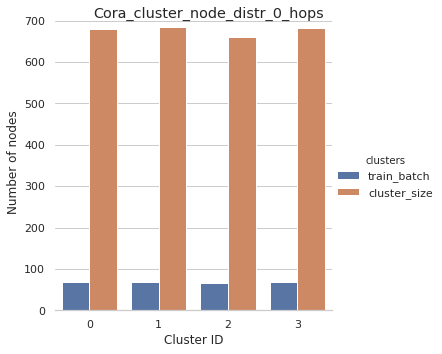 Cora_cluster_node_distr_0_hops
Number of nodes
700
600
500
400
300
200
100
0
0 1 2 3
Cluster ID
clusters
train_batch
cluster_size